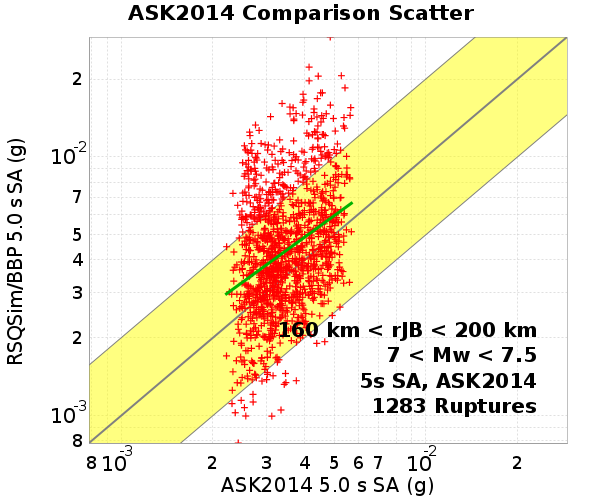 ASK2014 Comparison Scatter
RSQSim/BBP 5.0 s SA (g)
2
10-2
7
5
4
3
2
10-3
8
160 km < rJB < 200 km
7 < Mw < 7.5
5s SA, ASK2014
1283 Ruptures
8 10-3 2 3 4 5 6 7 10-2 2
ASK2014 5.0 s SA (g)